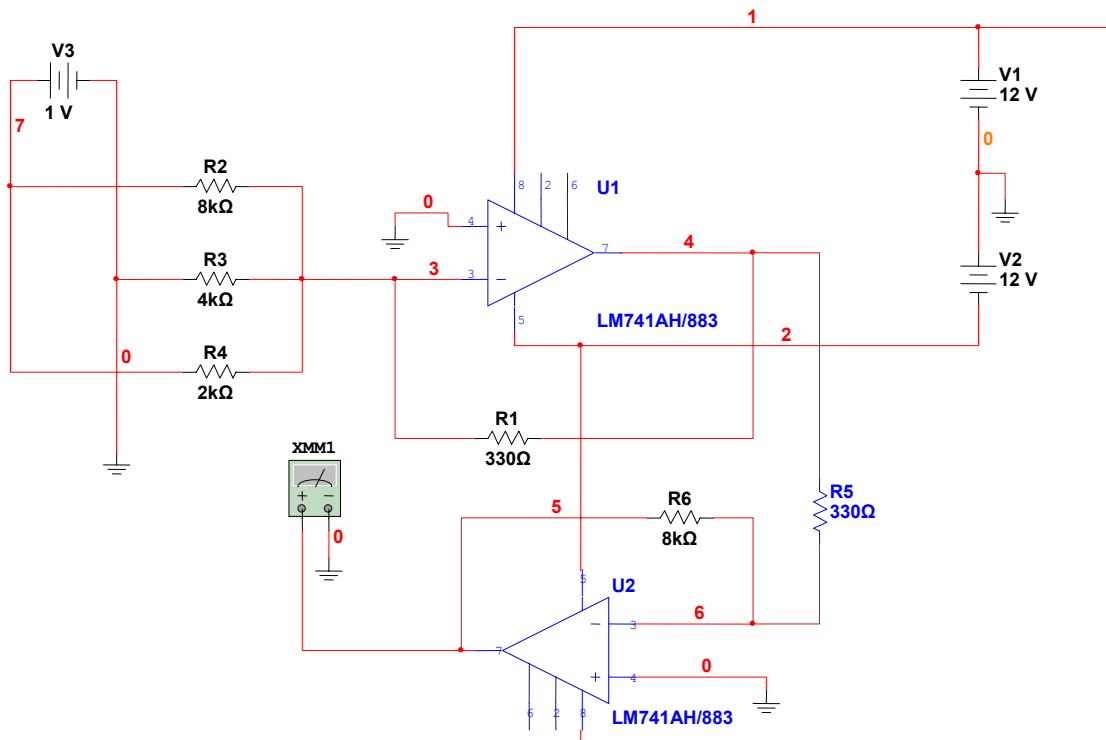 1
V3
1 V
7
V1
12 V
0
R2
8kΩ
8
2
6
U1
0
4
+
7
4
3
3
−
R3
4kΩ
V2
12 V
5
LM741AH/883
2
0
R4
2kΩ
R1
330Ω
XMM1
+ −
0
5
R6
8kΩ
R5
330Ω
5
U2
−
3
6
7
+
4
0
6
2
8
LM741AH/883